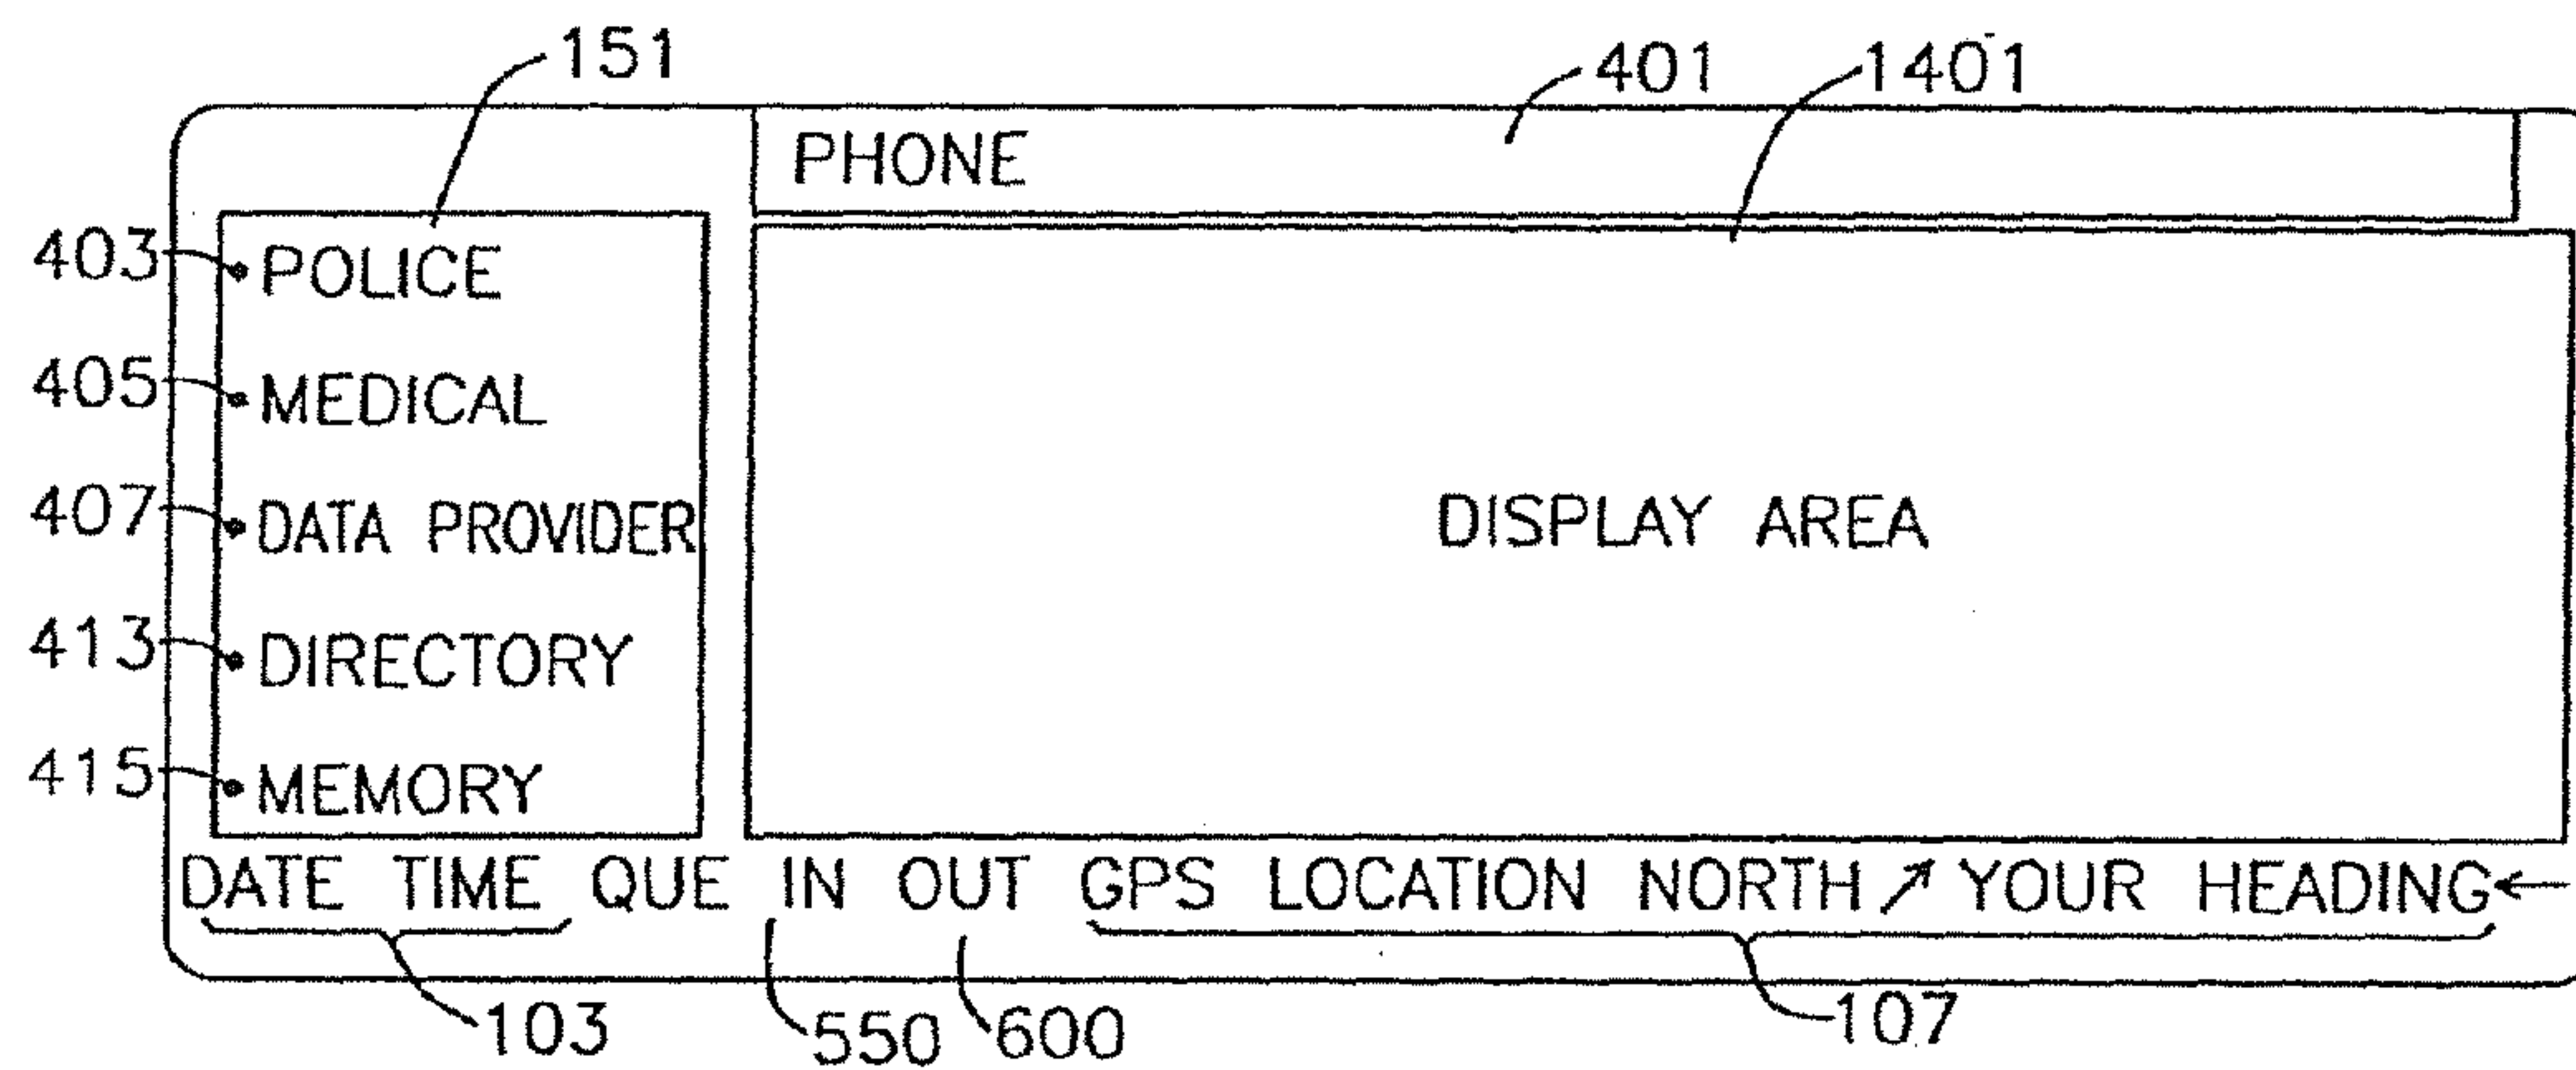 151 401 1401
PHONE
403 POLICE
405 MEDICAL
407 DATA PROVIDER
DISPLAY AREA
413 DIRECTORY
415 MEMORY
DATE TIME QUE IN OUT GPS LOCATION NORTH ↗ YOUR HEADING ←
103 550 600 107